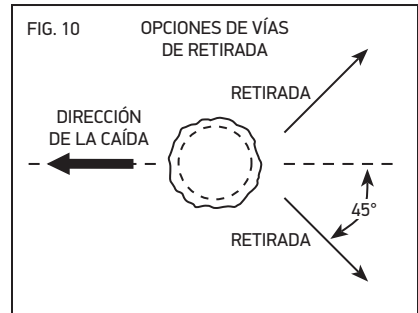 FIG. 10
OPCIONES DE VÍAS
DE RETIRADA
RETIRADA
DIRECCIÓN
DE LA CAÍDA
45°
RETIRADA